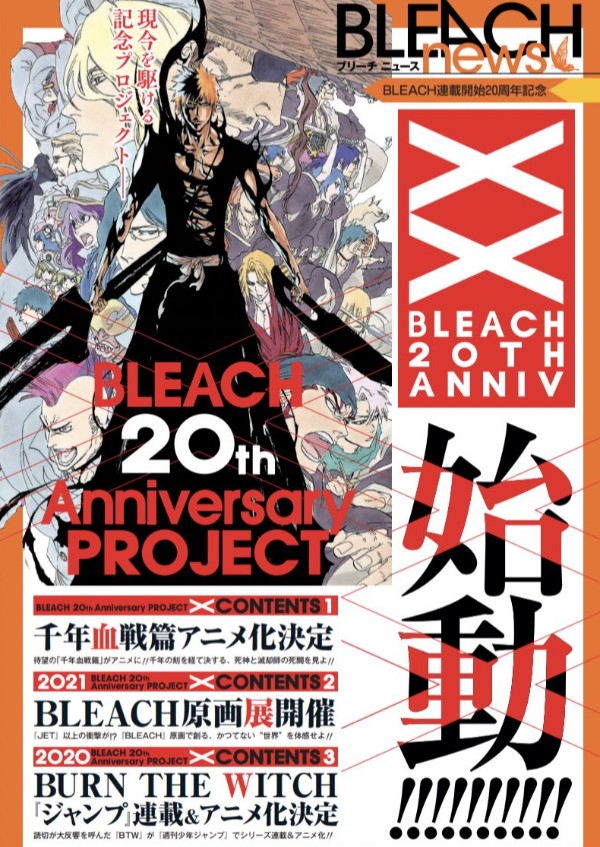 現今を駆ける
記念プロジェクト──
BLEACH
news
ブリーチ ニュース
BLEACH連載開始20周年記念
XX
BLEACH
20TH
ANNIV
始動!!!!!!!!!
BLEACH
20th
Anniversary
PROJECT
BLEACH 20th Anniversary PROJECT X CONTENTS 1
千年血戦篇アニメ化決定
待望の「千年血戦篇」がアニメに!!千年の刻を経て決する、死神と滅却師の死闘を見よ!!
2021 BLEACH 20th
Anniversary PROJECT X CONTENTS 2
BLEACH原画展開催
「JET」以上の衝撃が!?『BLEACH』原画で創る、かつてない“世界”を体感せよ!!
2020 BLEACH 20th
Anniversary PROJECT X CONTENTS 3
BURN THE WITCH
『ジャンプ』連載&アニメ化決定
読切が大反響を呼んだ『BTW』が『週刊少年ジャンプ』でシリーズ連載&アニメ化!!